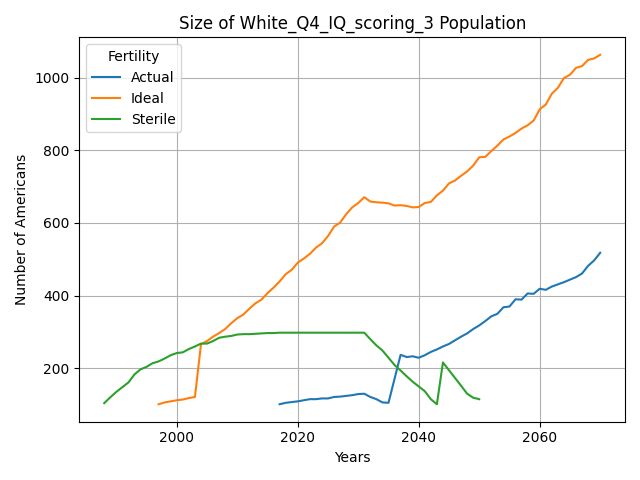 Size of White_Q4_IQ_scoring_3 Population
Fertility
Actual
Ideal
Sterile
Number of Americans
1000
800
600
400
200
2000
2020
2040
2060
Years